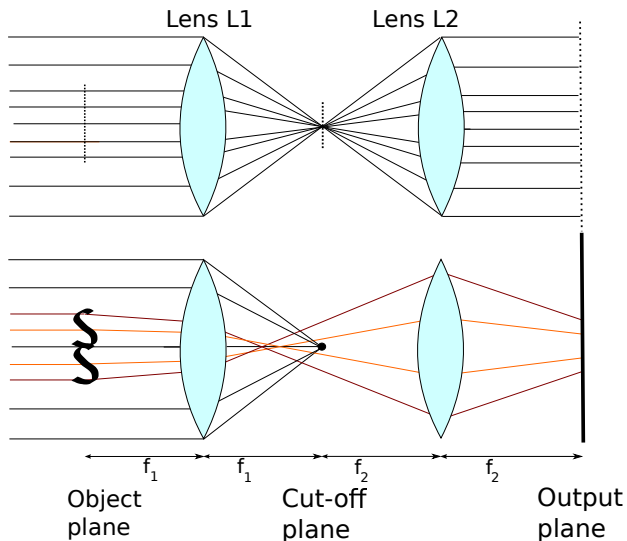 Lens L1
Lens L2
f1
f1
f2
f2
Object
plane
Cut-off
plane
Output
plane